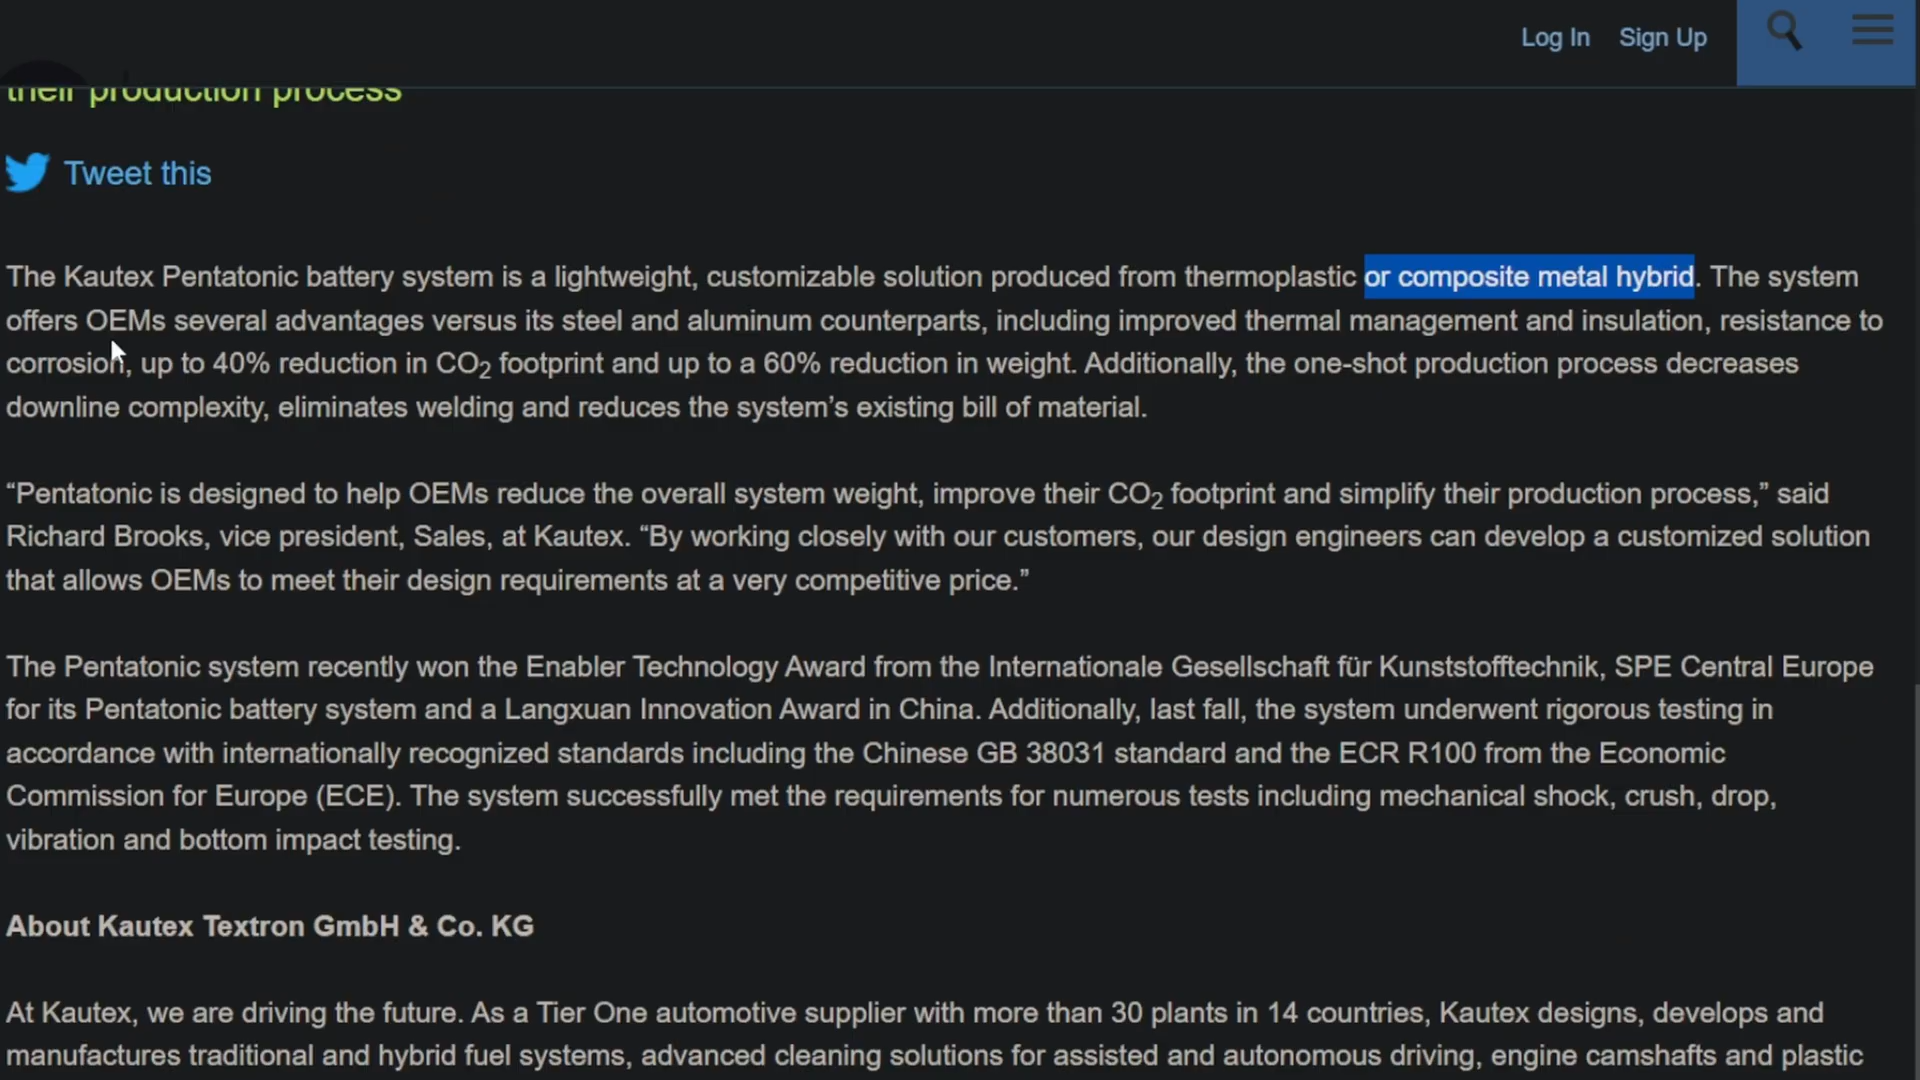 Log In Sign Up
their production process
Tweet this
The Kautex Pentatonic battery system is a lightweight, customizable solution produced from thermoplastic or composite metal hybrid. The system
offers OEMs several advantages versus its steel and aluminum counterparts, including improved thermal management and insulation, resistance to
corrosion, up to 40% reduction in CO₂ footprint and up to a 60% reduction in weight. Additionally, the one-shot production process decreases
downline complexity, eliminates welding and reduces the system’s existing bill of material.
“Pentatonic is designed to help OEMs reduce the overall system weight, improve their CO₂ footprint and simplify their production process,” said
Richard Brooks, vice president, Sales, at Kautex. “By working closely with our customers, our design engineers can develop a customized solution
that allows OEMs to meet their design requirements at a very competitive price.”
The Pentatonic system recently won the Enabler Technology Award from the Internationale Gesellschaft für Kunststofftechnik, SPE Central Europe
for its Pentatonic battery system and a Langxuan Innovation Award in China. Additionally, last fall, the system underwent rigorous testing in
accordance with internationally recognized standards including the Chinese GB 38031 standard and the ECR R100 from the Economic
Commission for Europe (ECE). The system successfully met the requirements for numerous tests including mechanical shock, crush, drop,
vibration and bottom impact testing.
About Kautex Textron GmbH & Co. KG
At Kautex, we are driving the future. As a Tier One automotive supplier with more than 30 plants in 14 countries, Kautex designs, develops and
manufactures traditional and hybrid fuel systems, advanced cleaning solutions for assisted and autonomous driving, engine camshafts and plastic